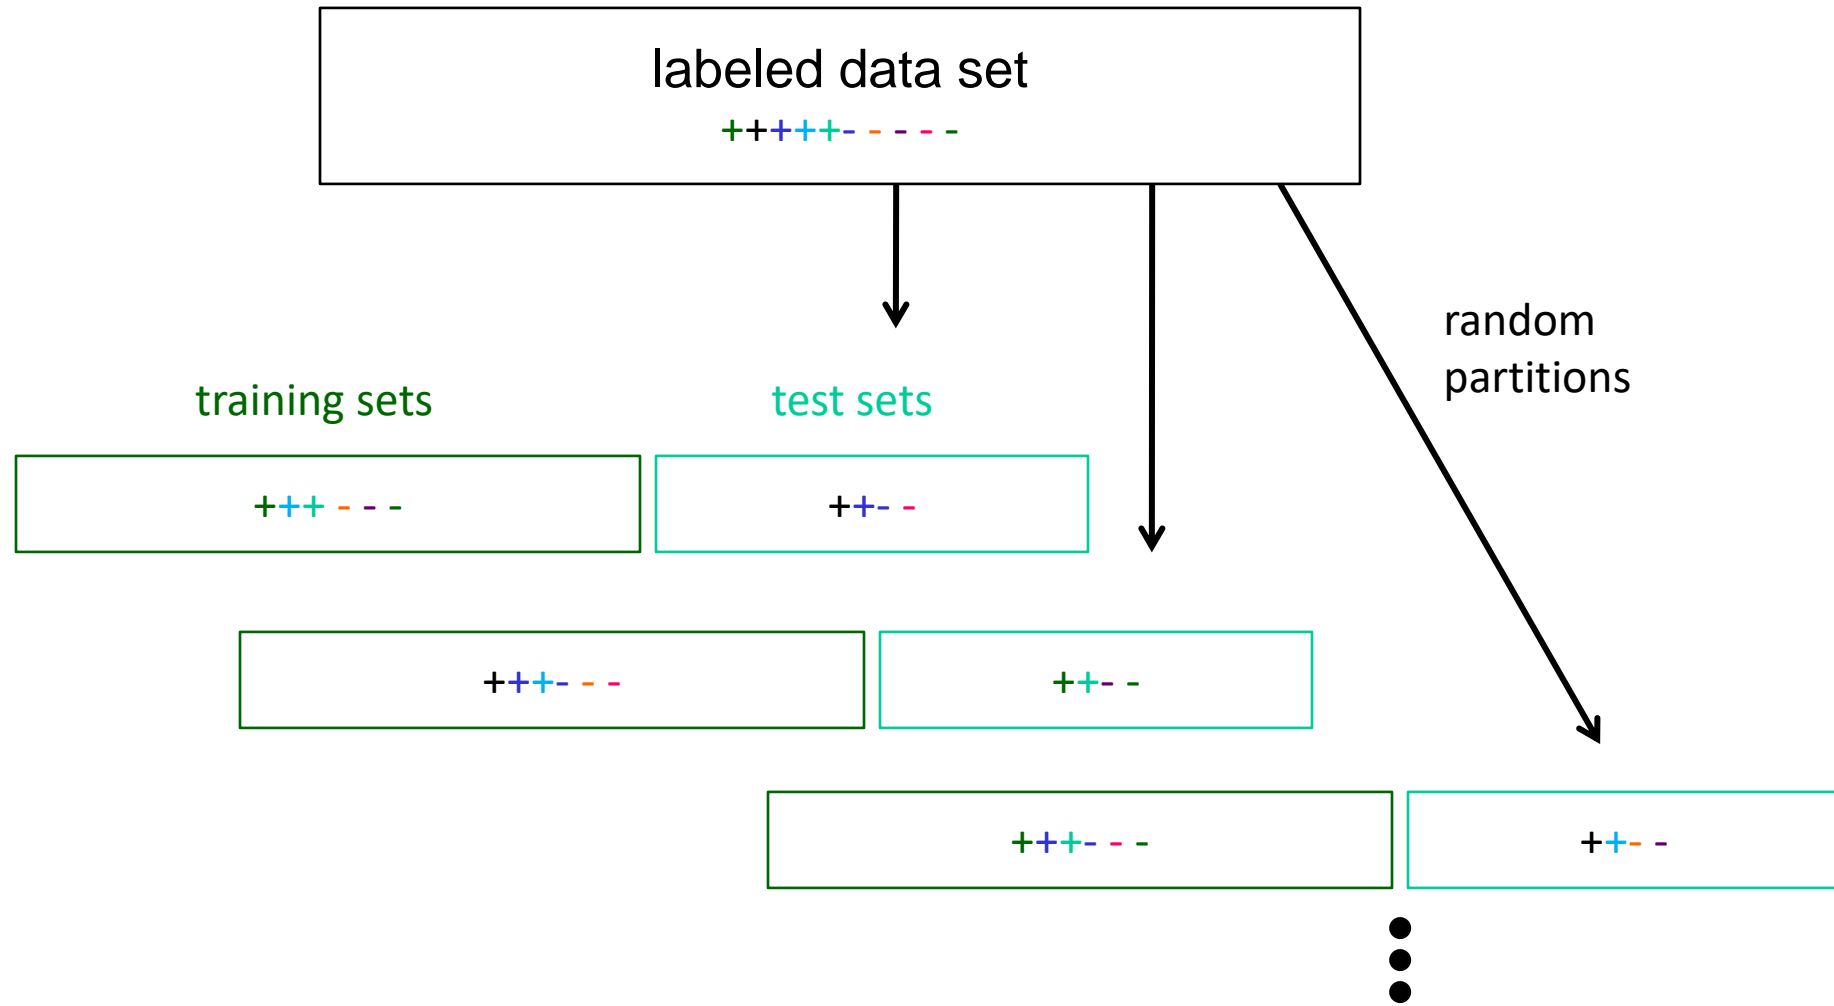 labeled data set
+++++- - - - -
random
partitions
training sets test sets
+++ - - - ++- -
+++- - - ++- -
+++- - - ++- -